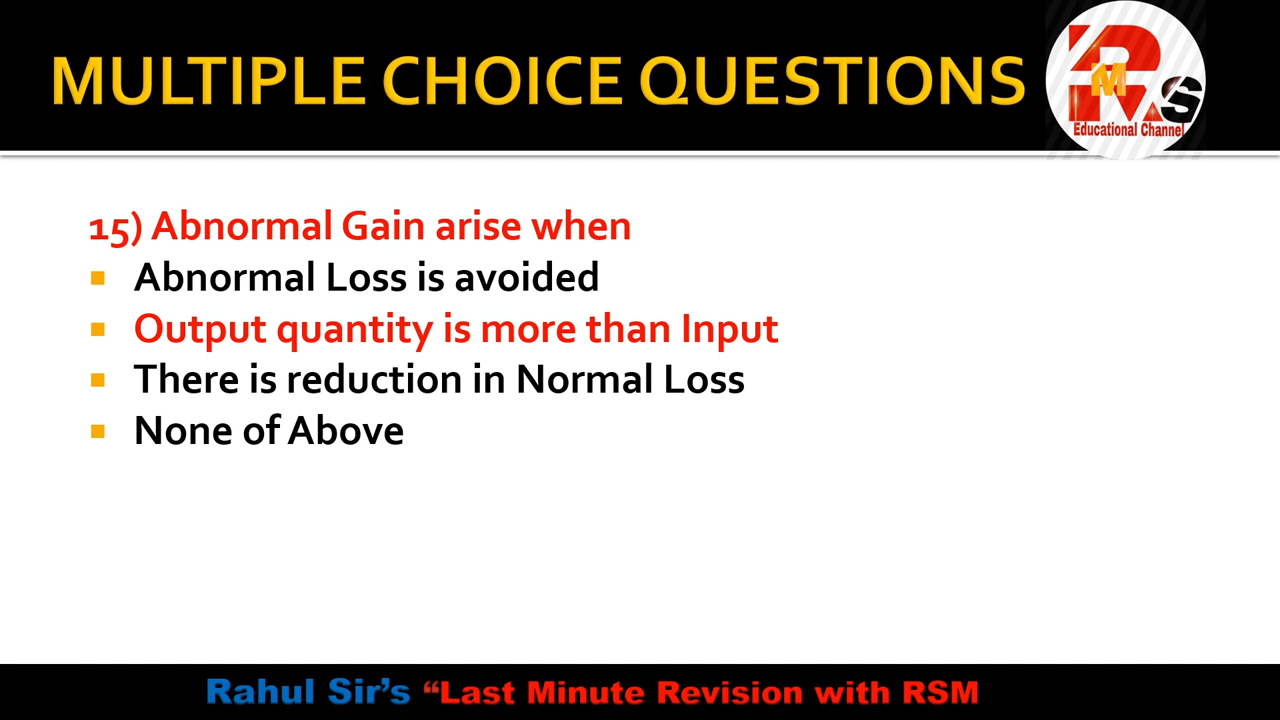 MULTIPLE CHOICE QUESTIONS
RMS
Educational Channel
15) Abnormal Gain arise when
Abnormal Loss is avoided
Output quantity is more than Input
There is reduction in Normal Loss
None of Above
Rahul Sir’s “Last Minute Revision with RSM